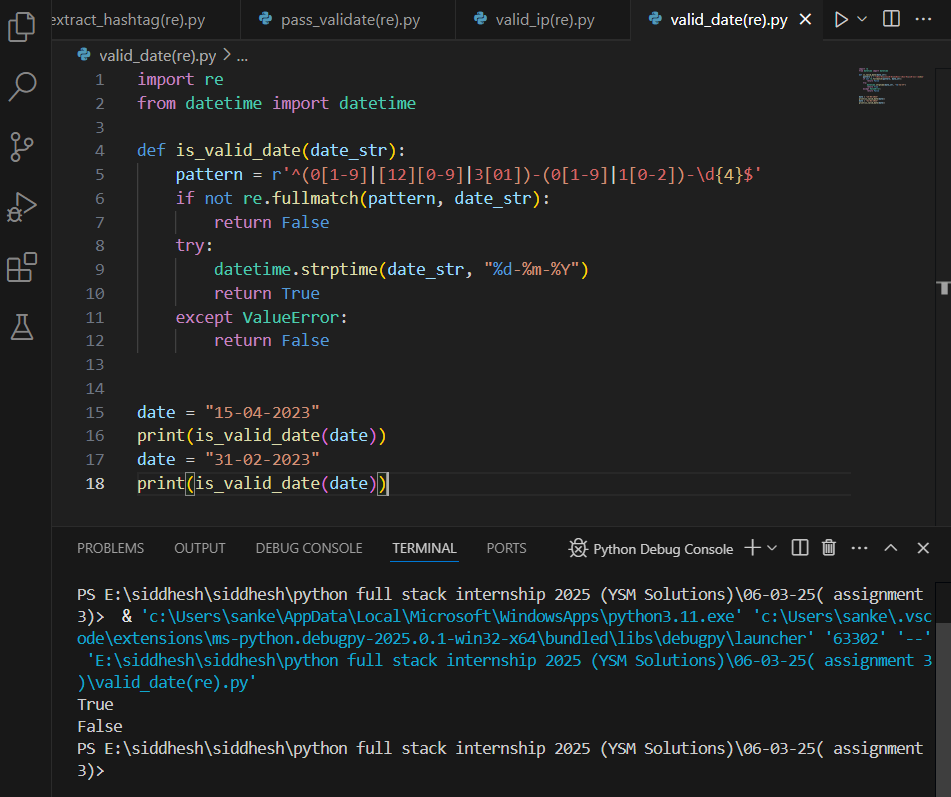 extract_hashtag(re).py pass_validate(re).py valid_ip(re).py valid_date(re).py
valid_date(re).py > ...
1 import re
2 from datetime import datetime
3
4 def is_valid_date(date_str):
5     pattern = r'^(0[1-9]|[12][0-9]|3[01])-(0[1-9]|1[0-2])-\d{4}$'
6     if not re.fullmatch(pattern, date_str):
7         return False
8     try:
9         datetime.strptime(date_str, "%d-%m-%Y")
10         return True
11     except ValueError:
12         return False
13
14
15 date = "15-04-2023"
16 print(is_valid_date(date))
17 date = "31-02-2023"
18 print(is_valid_date(date))
PROBLEMS OUTPUT DEBUG CONSOLE TERMINAL PORTS Python Debug Console
PS E:\siddhesh\siddhesh\python full stack internship 2025 (YSM Solutions)\06-03-25( assignment
3)>  & 'c:\Users\sanke\AppData\Local\Microsoft\WindowsApps\python3.11.exe' 'c:\Users\sanke\.vsc
ode\extensions\ms-python.debugpy-2025.0.1-win32-x64\bundled\libs\debugpy\launcher' '63302' '--'
 'E:\siddhesh\siddhesh\python full stack internship 2025 (YSM Solutions)\06-03-25( assignment 3
)\valid_date(re).py'
True
False
PS E:\siddhesh\siddhesh\python full stack internship 2025 (YSM Solutions)\06-03-25( assignment
3)>